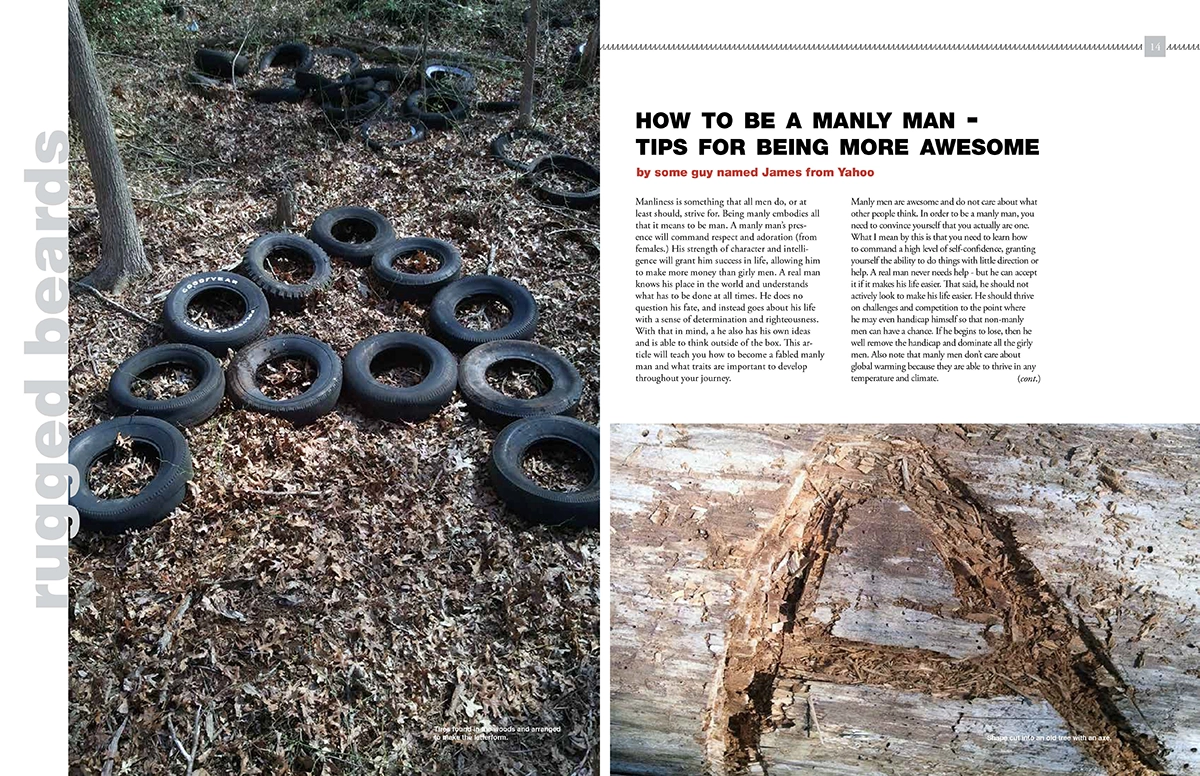 rugged beards
GOODYEAR
Tires found in the woods and arranged
to make the letterform.
14
HOW TO BE A MANLY MAN -
TIPS FOR BEING MORE AWESOME
by some guy named James from Yahoo
Manliness is something that all men do, or at
least should, strive for. Being manly embodies all
that it means to be man. A manly man's pres-
ence will command respect and adoration (from
females.) His strength of character and intelli-
gence will grant him success in life, allowing him
to make more money than girly men. A real man
knows his place in the world and understands
what has to be done at all times. He does no
question his fate, and instead goes about his life
with a sense of determination and righteousness.
With that in mind, a he also has his own ideas
and is able to think outside of the box. This ar-
ticle will teach you how to become a fabled manly
man and what traits are important to develop
throughout your journey.
Manly men are awesome and do not care about what
other people think. In order to be a manly man, you
need to convince yourself that you actually are one.
What I mean by this is that you need to learn how
to command a high level of self-confidence, granting
yourself the ability to do things with little direction or
help. A real man never needs help - but he can accept
it if it makes his life easier. That said, he should not
actively look to make his life easier. He should thrive
on challenges and competition to the point where
he may even handicap himself so that non-manly
men can have a chance. If he begins to lose, then he
well remove the handicap and dominate all the girly
men. Also note that manly men don't care about
global warming because they are able to thrive in any
temperature and climate. (cont.)
A
Shape cut into an old tree with an axe.